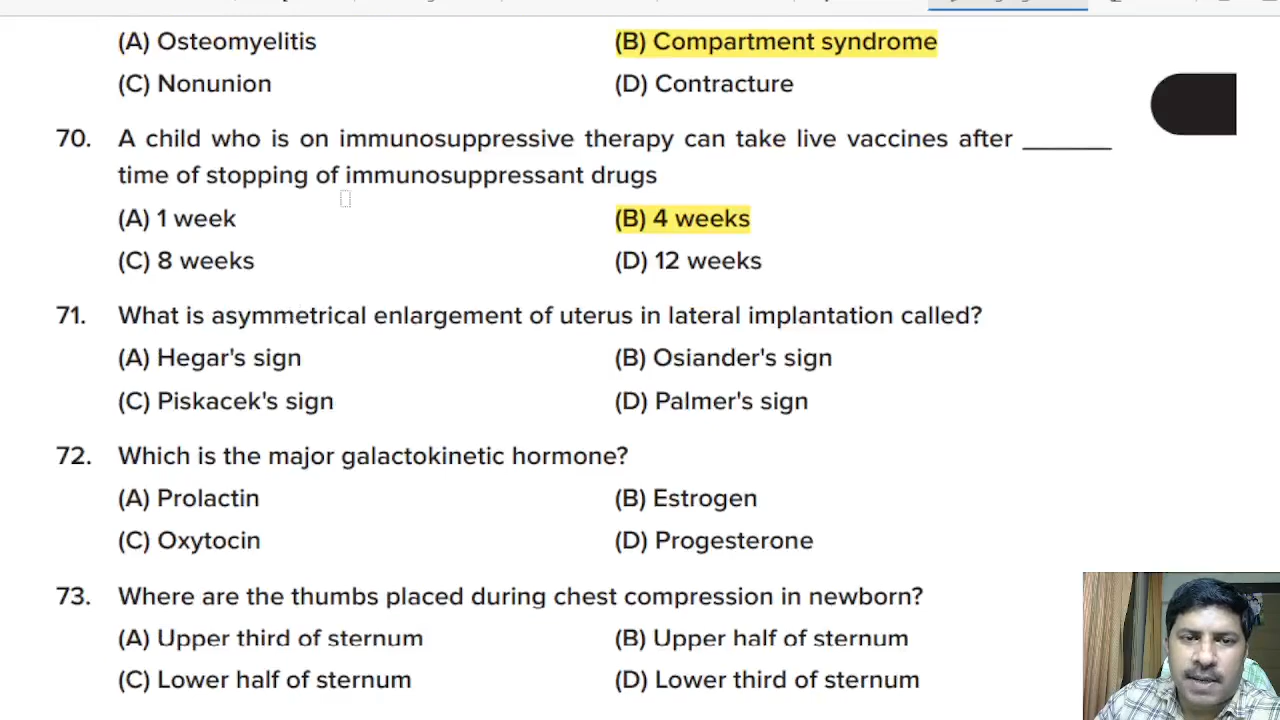 (A) Osteomyelitis (B) Compartment syndrome
(C) Nonunion (D) Contracture
70. A child who is on immunosuppressive therapy can take live vaccines after ______
time of stopping of immunosuppressant drugs
(A) 1 week (B) 4 weeks
(C) 8 weeks (D) 12 weeks
71. What is asymmetrical enlargement of uterus in lateral implantation called?
(A) Hegar's sign (B) Osiander's sign
(C) Piskacek's sign (D) Palmer's sign
72. Which is the major galactokinetic hormone?
(A) Prolactin (B) Estrogen
(C) Oxytocin (D) Progesterone
73. Where are the thumbs placed during chest compression in newborn?
(A) Upper third of sternum (B) Upper half of sternum
(C) Lower half of sternum (D) Lower third of sternum